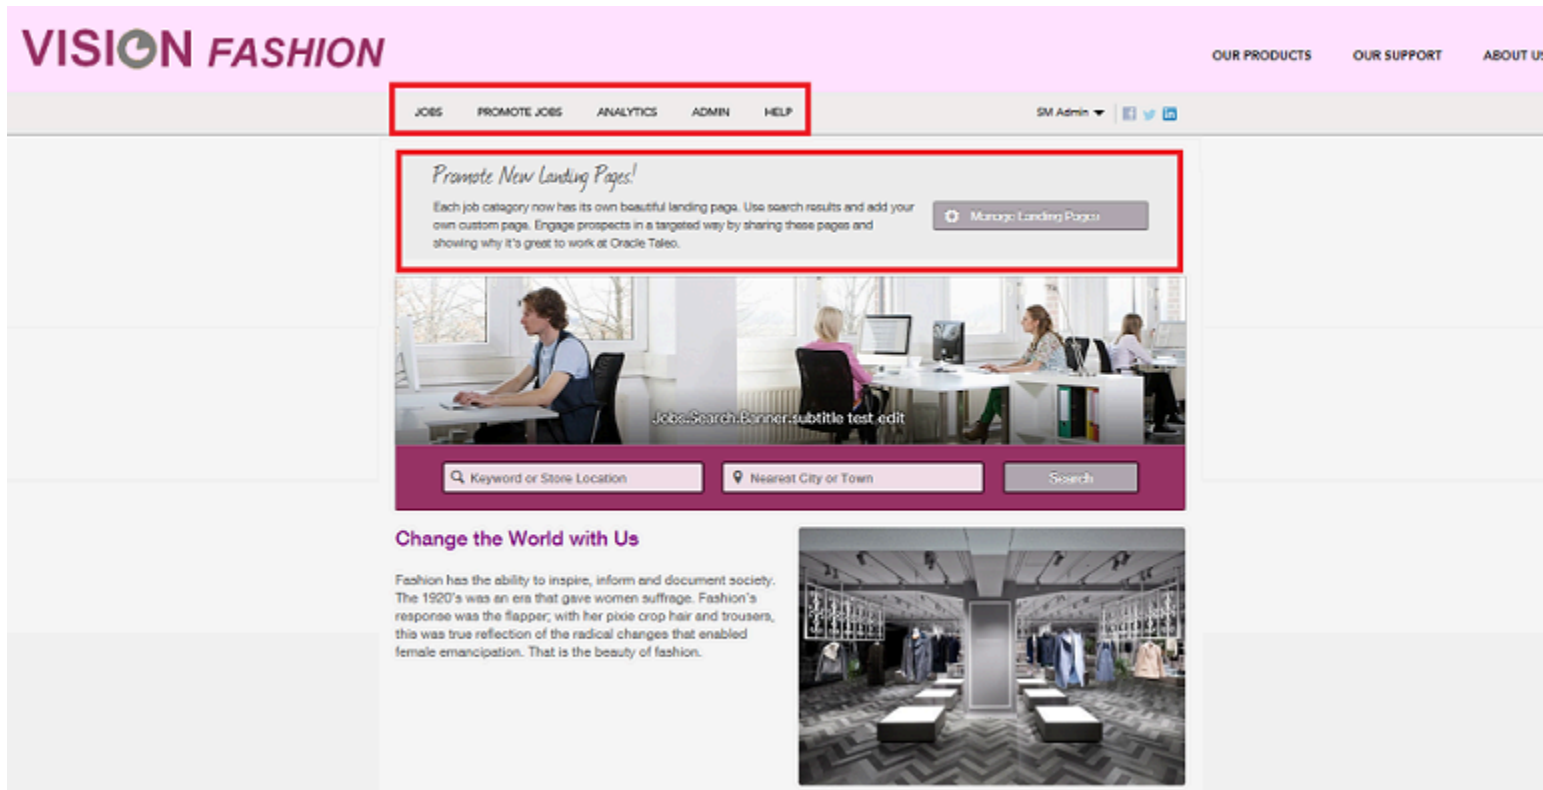 VISION FASHION
OUR PRODUCTS OUR SUPPORT ABOUT US
JOBS PROMOTE JOBS ANALYTICS ADMIN HELP SM Admin
Promote New Landing Pages!
Each job category now has its own beautiful landing page. Use search results and add your
own custom page. Engage prospects in a targeted way by sharing these pages and
showing why it's great to work at Oracle Taleo.
Manage Landing Pages
Jobs.Search.Banner.subtitle test edit
Keyword or Store Location Nearest City or Town Search
Change the World with Us
Fashion has the ability to inspire, inform and document society.
The 1920's was an era that gave women suffrage. Fashion's
response was the flapper; with her pixie crop hair and trousers,
this was true reflection of the radical changes that enabled
female emancipation. That is the beauty of fashion.